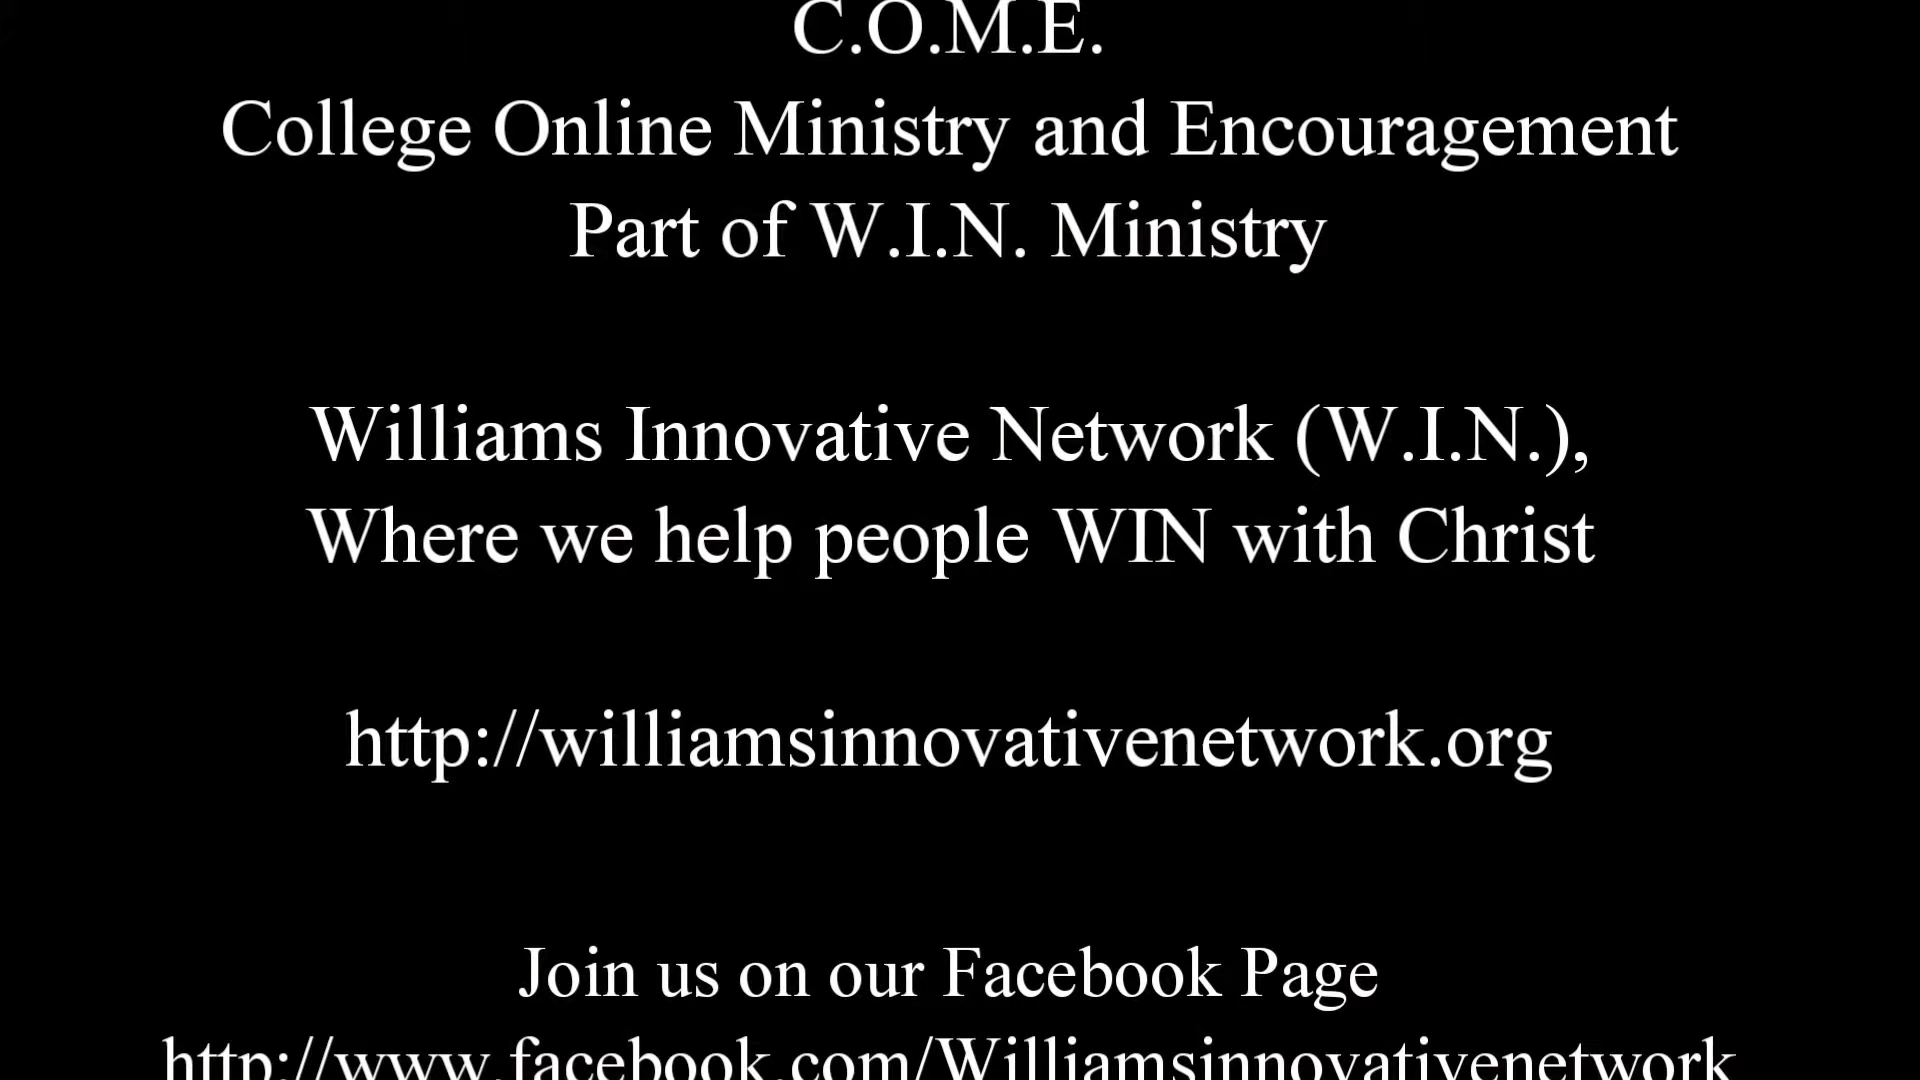 C.O.M.E.
College Online Ministry and Encouragement
Part of W.I.N. Ministry
Williams Innovative Network (W.I.N.),
Where we help people WIN with Christ
http://williamsinnovativenetwork.org
Join us on our Facebook Page
http://www.facebook.com/Williamsinnovativenetwork